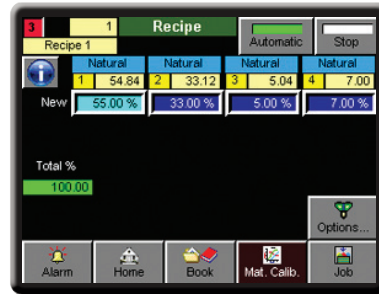 3 1 Recipe
Recipe 1 Automatic Stop
Natural Natural Natural Natural
1 54.84 2 33.12 3 5.04 4 7.00
New 55.00 % 33.00 % 5.00 % 7.00 %
Total %
100.00
Options...
Alarm Home Book Mat. Calib. Job